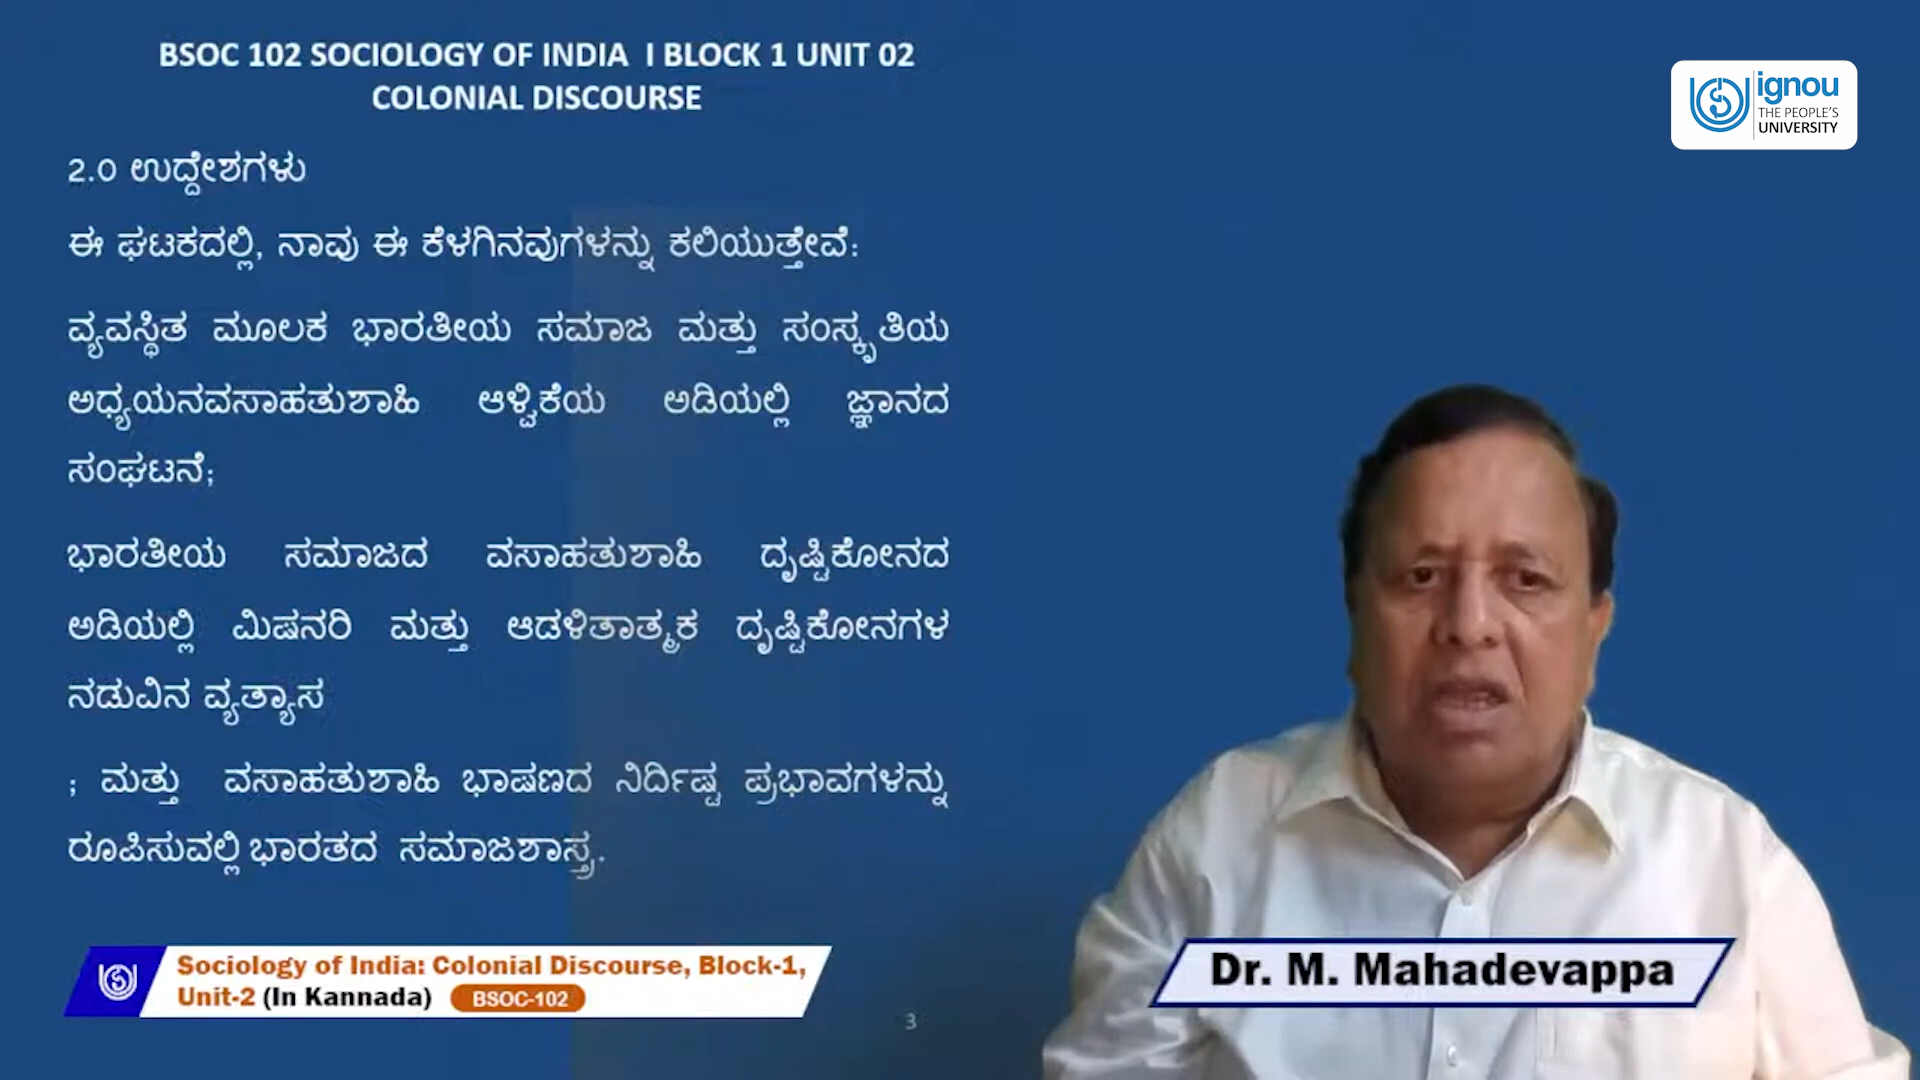 BSOC 102 SOCIOLOGY OF INDIA I BLOCK 1 UNIT 02
COLONIAL DISCOURSE
2.0 ಉದ್ದೇಶಗಳು
ಈ ಘಟಕದಲ್ಲಿ, ನಾವು ಈ ಕೆಳಗಿನವುಗಳನ್ನು ಕಲಿಯುತ್ತೇವೆ:
ವ್ಯವಸ್ಥಿತ ಮೂಲಕ ಭಾರತೀಯ ಸಮಾಜ ಮತ್ತು ಸಂಸ್ಕೃತಿಯ
ಅಧ್ಯಯನವಸಾಹತುಶಾಹಿ ಆಳ್ವಿಕೆಯ ಅಡಿಯಲ್ಲಿ ಜ್ಞಾನದ
ಸಂಘಟನೆ;
ಭಾರತೀಯ ಸಮಾಜದ ವಸಾಹತುಶಾಹಿ ದೃಷ್ಟಿಕೋನದ
ಅಡಿಯಲ್ಲಿ ಮಿಷನರಿ ಮತ್ತು ಆಡಳಿತಾತ್ಮಕ ದೃಷ್ಟಿಕೋನಗಳ
ನಡುವಿನ ವ್ಯತ್ಯಾಸ
; ಮತ್ತು ವಸಾಹತುಶಾಹಿ ಭಾಷಣದ ನಿರ್ದಿಷ್ಟ ಪ್ರಭಾವಗಳನ್ನು
ರೂಪಿಸುವಲ್ಲಿ ಭಾರತದ ಸಮಾಜಶಾಸ್ತ್ರ.
ignou
THE PEOPLE'S
UNIVERSITY
Sociology of India: Colonial Discourse, Block-1,
Unit-2 (In Kannada) BSOC-102
3
Dr. M. Mahadevappa